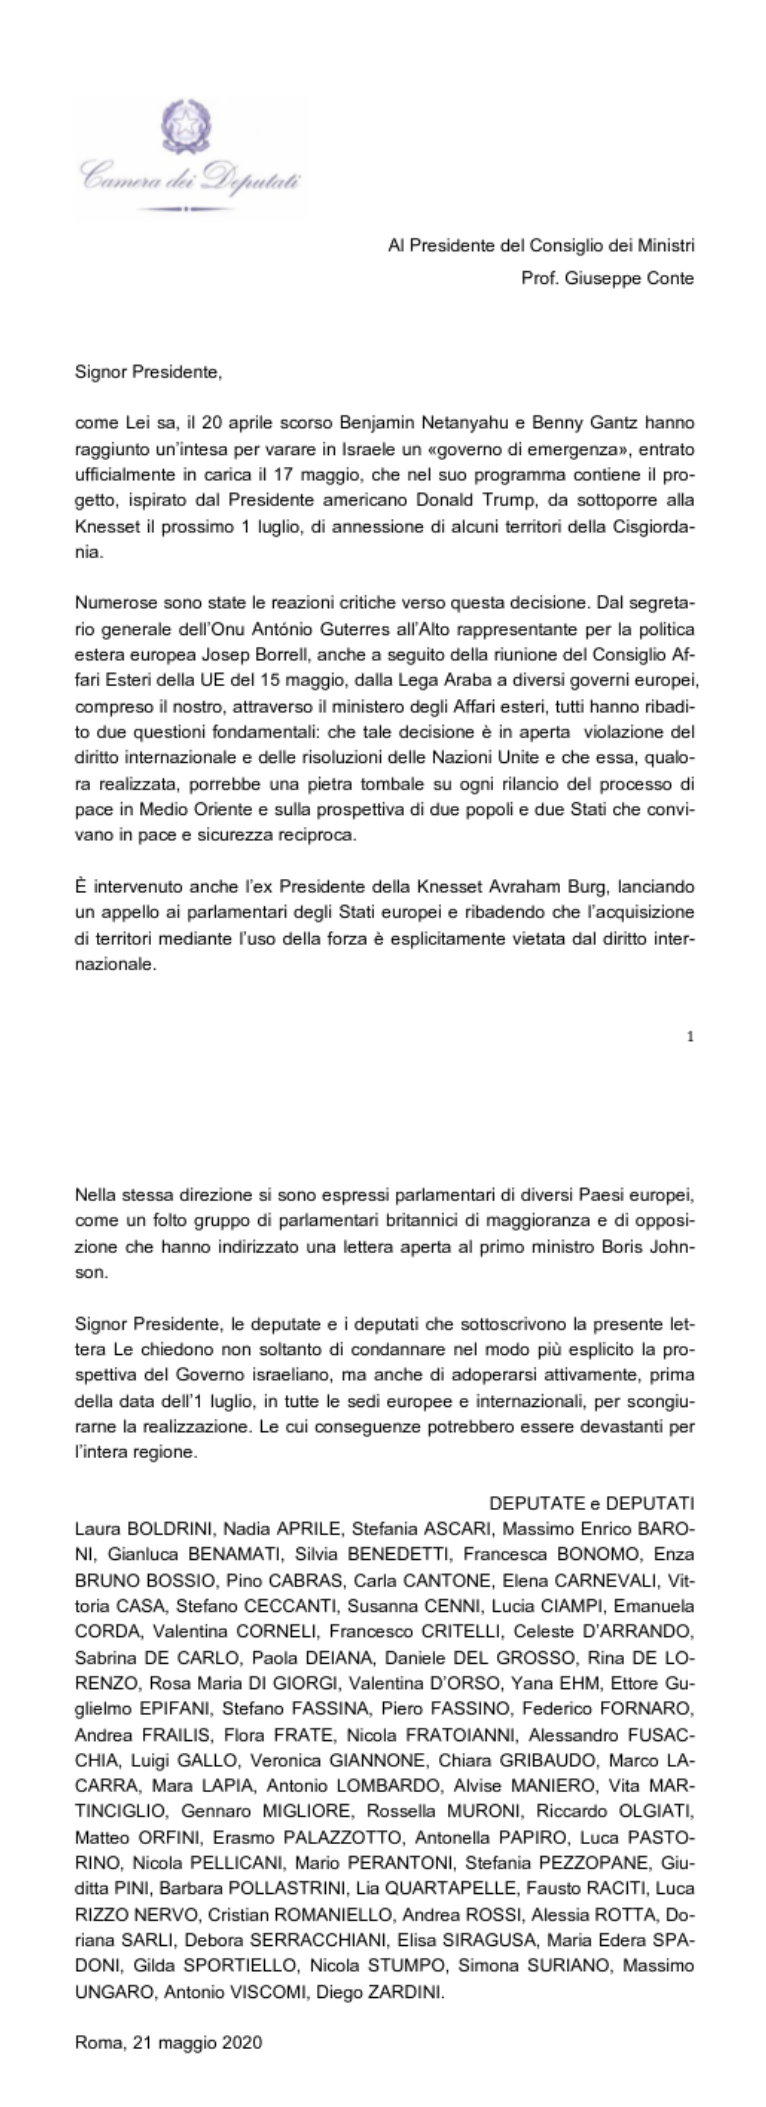 Camera dei Deputati
Al Presidente del Consiglio dei Ministri
Prof. Giuseppe Conte
Signor Presidente,
come Lei sa, il 20 aprile scorso Benjamin Netanyahu e Benny Gantz hanno
raggiunto un'intesa per varare in Israele un «governo di emergenza», entrato
ufficialmente in carica il 17 maggio, che nel suo programma contiene il pro-
getto, ispirato dal Presidente americano Donald Trump, da sottoporre alla
Knesset il prossimo 1 luglio, di annessione di alcuni territori della Cisgiorda-
nia.
Numerose sono state le reazioni critiche verso questa decisione. Dal segreta-
rio generale dell'Onu António Guterres all'Alto rappresentante per la politica
estera europea Josep Borrell, anche a seguito della riunione del Consiglio Af-
fari Esteri della UE del 15 maggio, dalla Lega Araba a diversi governi europei,
compreso il nostro, attraverso il ministero degli Affari esteri, tutti hanno ribadi-
to due questioni fondamentali: che tale decisione è in aperta violazione del
diritto internazionale e delle risoluzioni delle Nazioni Unite e che essa, qualo-
ra realizzata, porrebbe una pietra tombale su ogni rilancio del processo di
pace in Medio Oriente e sulla prospettiva di due popoli e due Stati che convi-
vano in pace e sicurezza reciproca.
È intervenuto anche l'ex Presidente della Knesset Avraham Burg, lanciando
un appello ai parlamentari degli Stati europei e ribadendo che l'acquisizione
di territori mediante l'uso della forza è esplicitamente vietata dal diritto inter-
nazionale.
1
Nella stessa direzione si sono espressi parlamentari di diversi Paesi europei,
come un folto gruppo di parlamentari britannici di maggioranza e di opposi-
zione che hanno indirizzato una lettera aperta al primo ministro Boris John-
son.
Signor Presidente, le deputate e i deputati che sottoscrivono la presente let-
tera Le chiedono non soltanto di condannare nel modo più esplicito la pro-
spettiva del Governo israeliano, ma anche di adoperarsi attivamente, prima
della data dell'1 luglio, in tutte le sedi europee e internazionali, per scongiu-
rarne la realizzazione. Le cui conseguenze potrebbero essere devastanti per
l'intera regione.
DEPUTATE e DEPUTATI
Laura BOLDRINI, Nadia APRILE, Stefania ASCARI, Massimo Enrico BARO-
NI, Gianluca BENAMATI, Silvia BENEDETTI, Francesca BONOMO, Enza
BRUNO BOSSIO, Pino CABRAS, Carla CANTONE, Elena CARNEVALI, Vit-
toria CASA, Stefano CECCANTI, Susanna CENNI, Lucia CIAMPI, Emanuela
CORDA, Valentina CORNELI, Francesco CRITELLI, Celeste D'ARRANDO,
Sabrina DE CARLO, Paola DEIANA, Daniele DEL GROSSO, Rina DE LO-
RENZO, Rosa Maria DI GIORGI, Valentina D'ORSO, Yana EHM, Ettore Gu-
glielmo EPIFANI, Stefano FASSINA, Piero FASSINO, Federico FORNARO,
Andrea FRAILIS, Flora FRATE, Nicola FRATOIANNI, Alessandro FUSAC-
CHIA, Luigi GALLO, Veronica GIANNONE, Chiara GRIBAUDO, Marco LA-
CARRA, Mara LAPIA, Antonio LOMBARDO, Alvise MANIERO, Vita MAR-
TINCIGLIO, Gennaro MIGLIORE, Rossella MURONI, Riccardo OLGIATI,
Matteo ORFINI, Erasmo PALAZZOTTO, Antonella PAPIRO, Luca PASTO-
RINO, Nicola PELLICANI, Mario PERANTONI, Stefania PEZZOPANE, Giu-
ditta PINI, Barbara POLLASTRINI, Lia QUARTAPELLE, Fausto RACITI, Luca
RIZZO NERVO, Cristian ROMANIELLO, Andrea ROSSI, Alessia ROTTA, Do-
riana SARLI, Debora SERRACCHIANI, Elisa SIRAGUSA, Maria Edera SPA-
DONI, Gilda SPORTIELLO, Nicola STUMPO, Simona SURIANO, Massimo
UNGARO, Antonio VISCOMI, Diego ZARDINI.
Roma, 21 maggio 2020